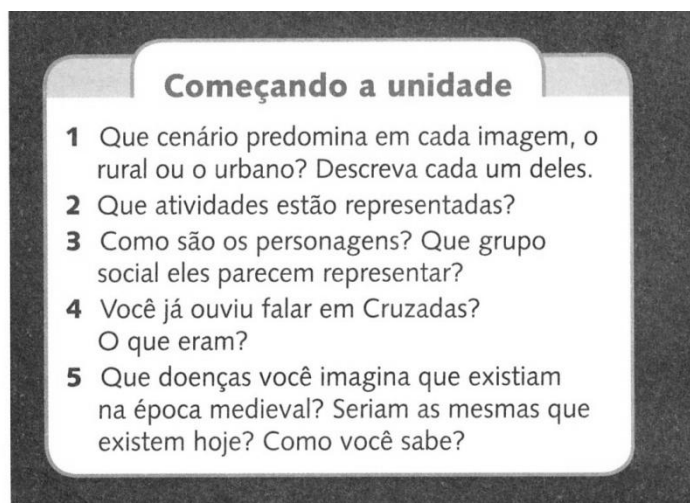 Começando a unidade
1 Que cenário predomina em cada imagem, o
rural ou o urbano? Descreva cada um deles.
2 Que atividades estão representadas?
3 Como são os personagens? Que grupo
social eles parecem representar?
4 Você já ouviu falar em Cruzadas?
O que eram?
5 Que doenças você imagina que existiam
na época medieval? Seriam as mesmas que
existem hoje? Como você sabe?